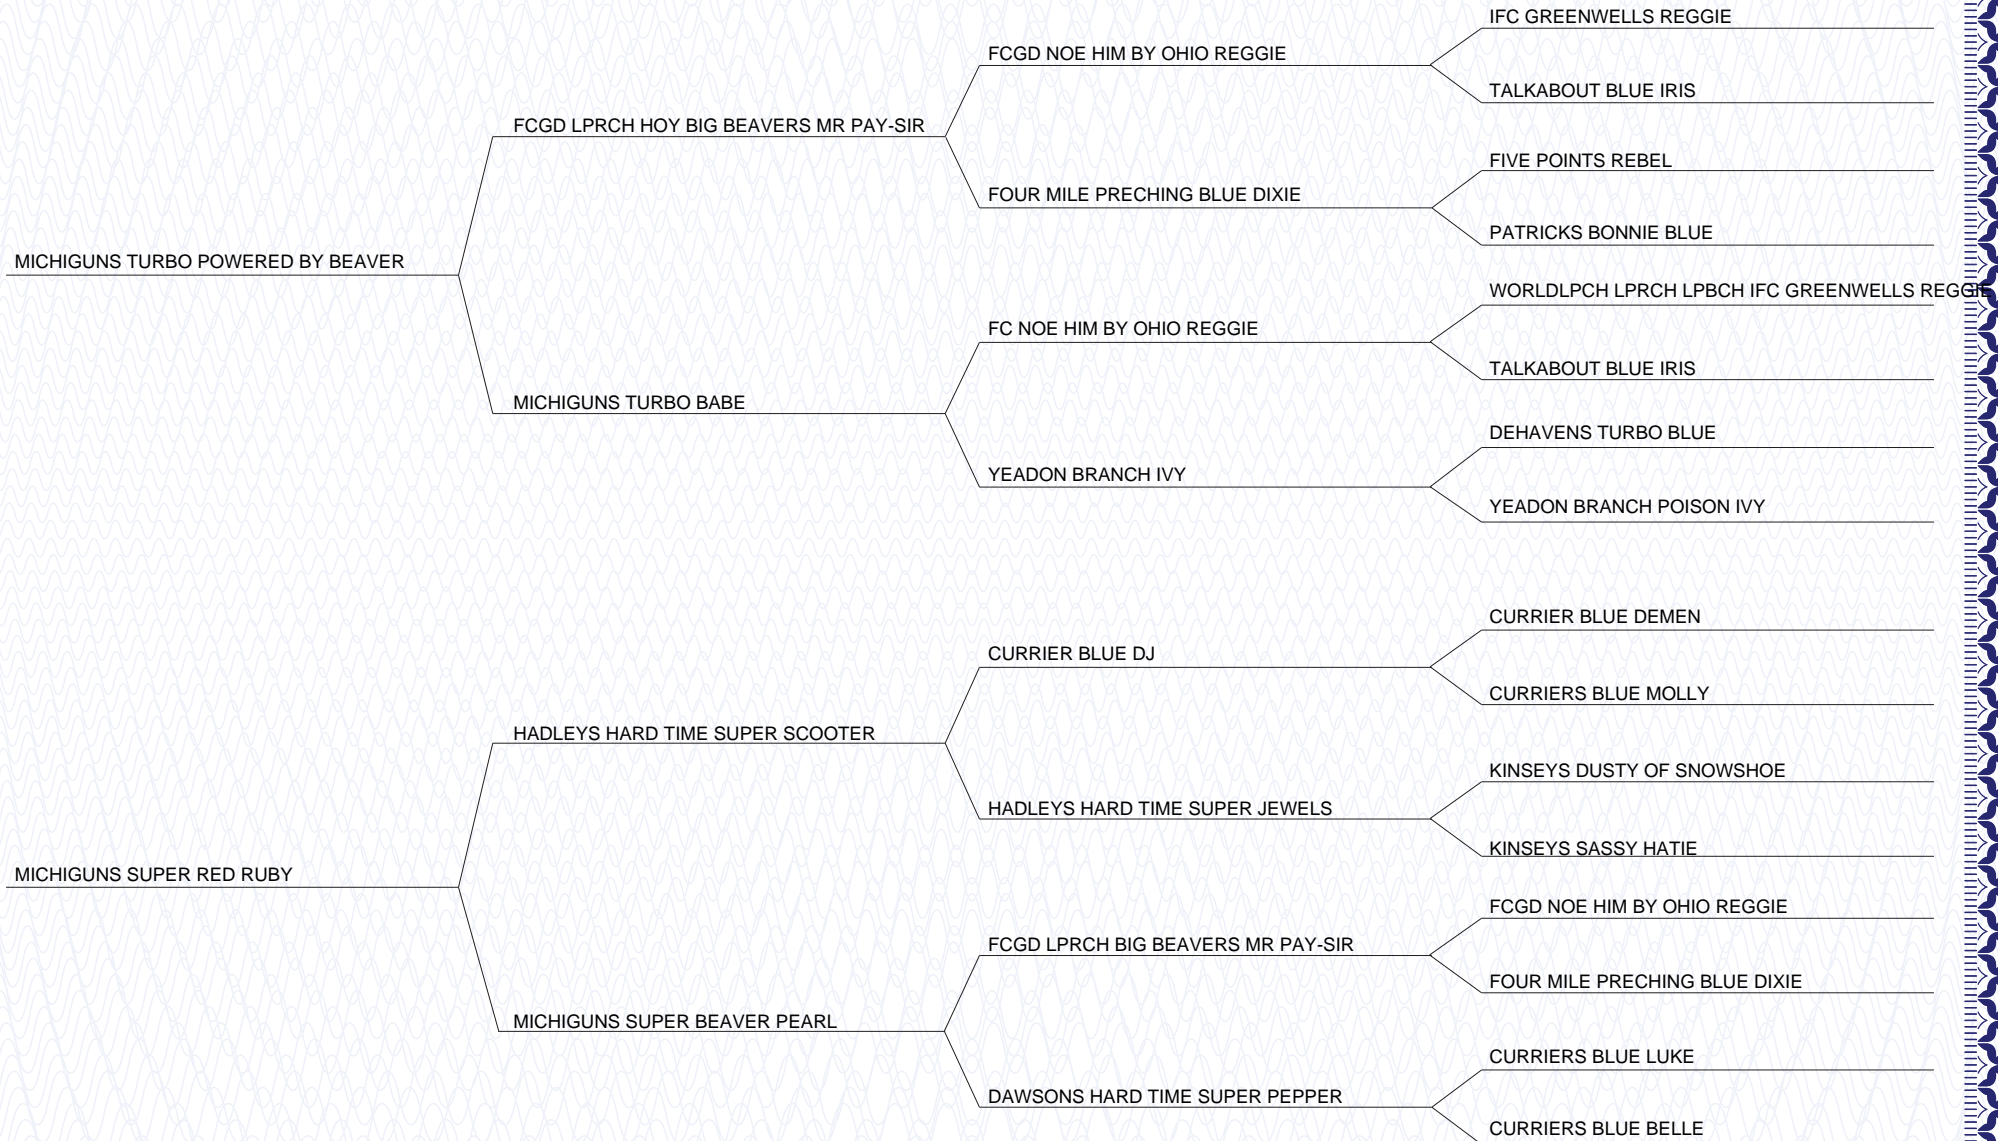 IFC GREENWELLS REGGIE
FCGD NOE HIM BY OHIO REGGIE
TALKABOUT BLUE IRIS
FCGD LPRCH HOY BIG BEAVERS MR PAY-SIR
FIVE POINTS REBEL
FOUR MILE PRECHING BLUE DIXIE
PATRICKS BONNIE BLUE
MICHIGUNS TURBO POWERED BY BEAVER
WORLDLPCH LPRCH LPBCH IFC GREENWELLS REGGIE
FC NOE HIM BY OHIO REGGIE
TALKABOUT BLUE IRIS
MICHIGUNS TURBO BABE
DEHAVENS TURBO BLUE
YEADON BRANCH IVY
YEADON BRANCH POISON IVY
CURRIER BLUE DEMEN
CURRIER BLUE DJ
CURRIERS BLUE MOLLY
HADLEYS HARD TIME SUPER SCOOTER
KINSEYS DUSTY OF SNOWSHOE
HADLEYS HARD TIME SUPER JEWELS
KINSEYS SASSY HATIE
MICHIGUNS SUPER RED RUBY
FCGD NOE HIM BY OHIO REGGIE
FCGD LPRCH BIG BEAVERS MR PAY-SIR
FOUR MILE PRECHING BLUE DIXIE
MICHIGUNS SUPER BEAVER PEARL
CURRIERS BLUE LUKE
DAWSONS HARD TIME SUPER PEPPER
CURRIERS BLUE BELLE